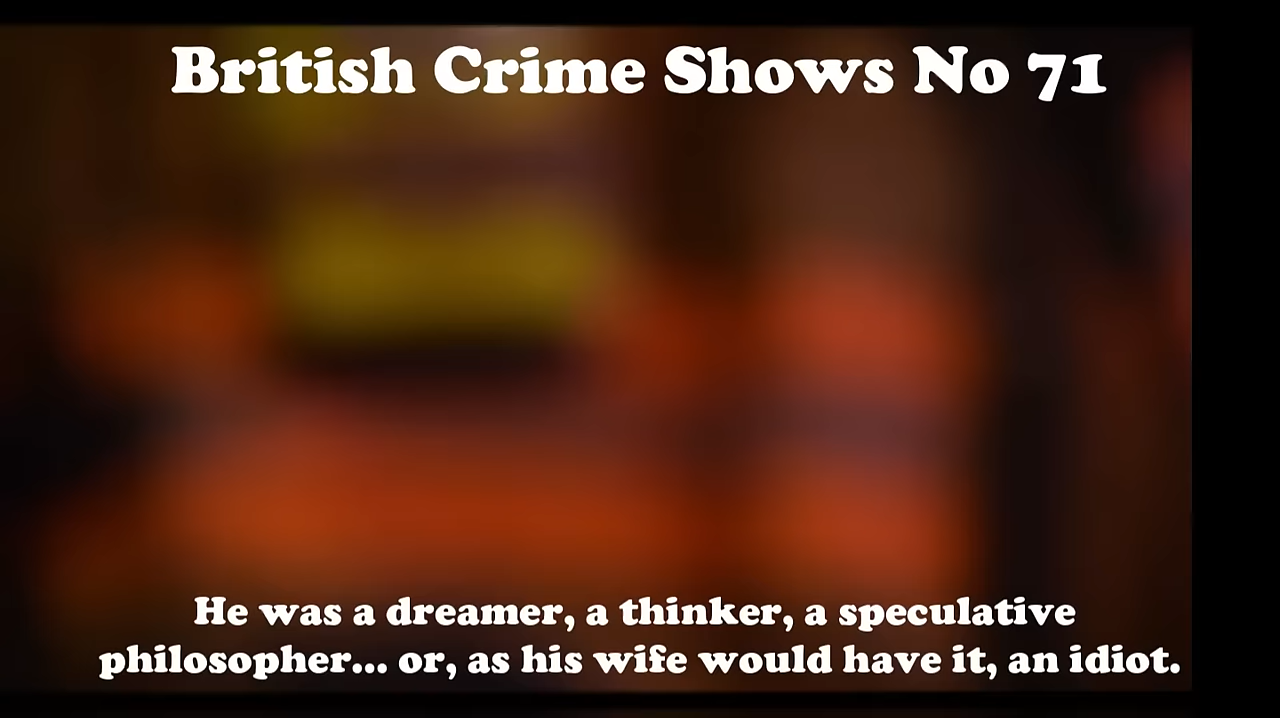 British Crime Shows No 71
He was a dreamer, a thinker, a speculative
philosopher... or, as his wife would have it, an idiot.